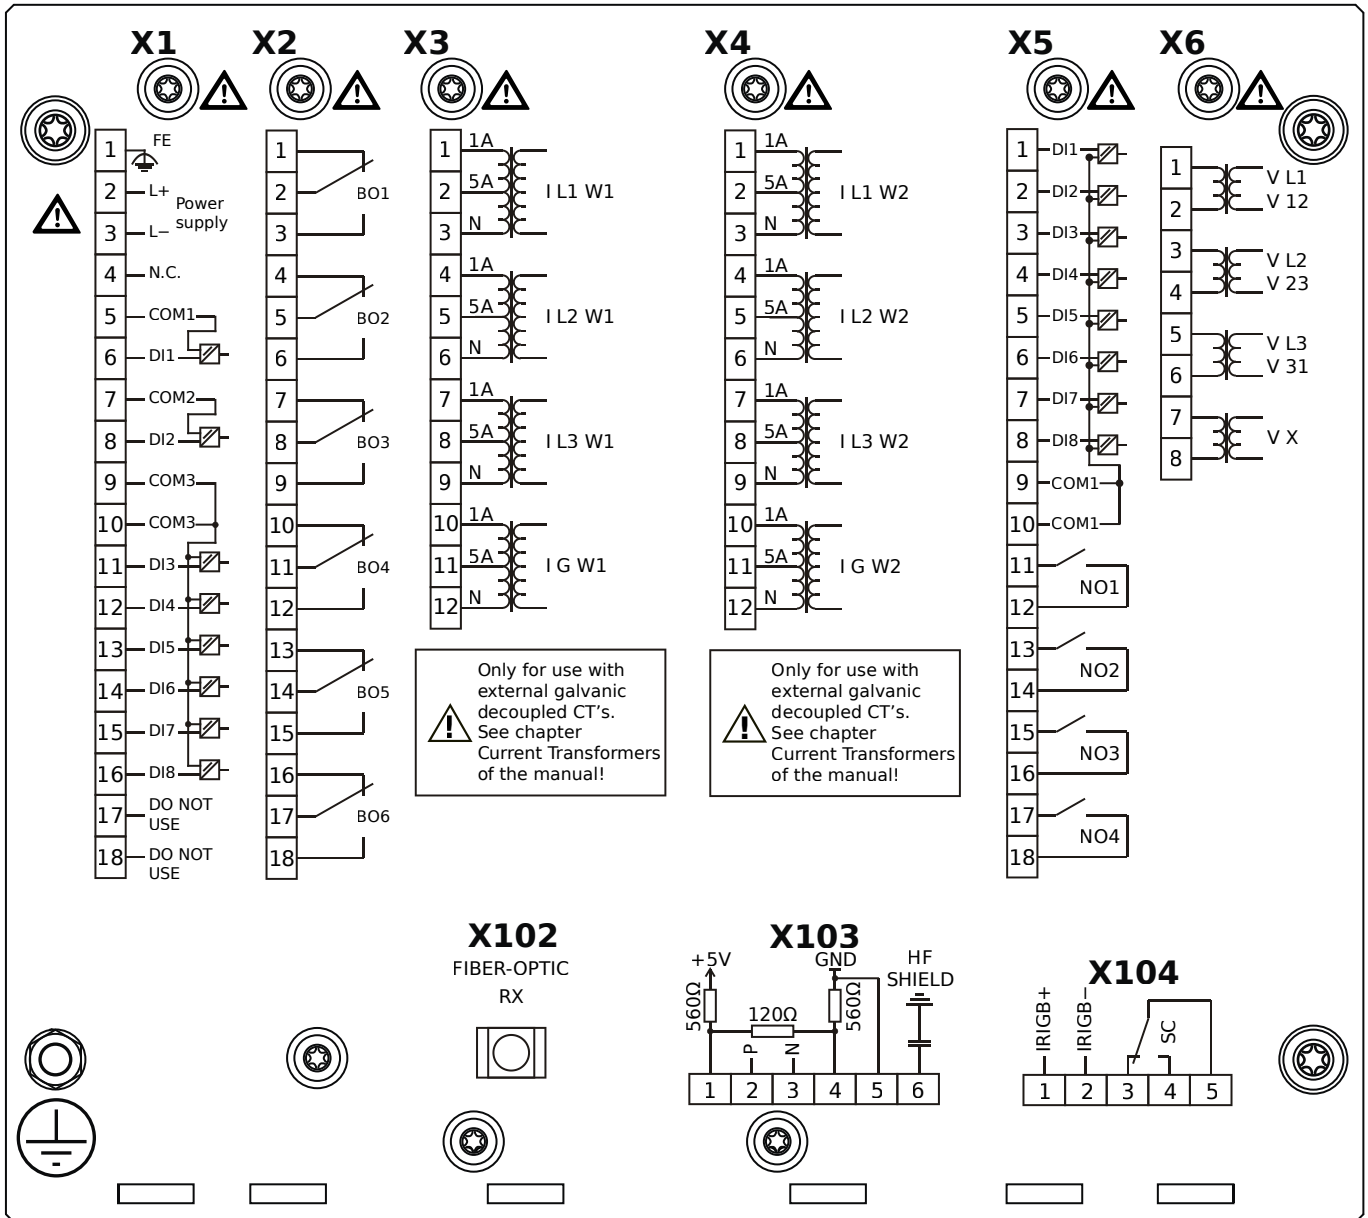 X1
X2
X3
X4
X5
X6
1
FE
2
L+
Power
supply
3
L−
4
N.C.
5
COM1
6
DI1
7
COM2
8
DI2
9
COM3
10
COM3
11
DI3
12
DI4
13
DI5
14
DI6
15
DI7
16
DI8
17
DO NOT
USE
18
DO NOT
USE
1
2
BO1
3
4
5
BO2
6
7
8
BO3
9
10
11
BO4
12
13
14
BO5
15
16
17
BO6
18
1
1A
2
5A
I L1 W1
3
N
4
1A
5
5A
I L2 W1
6
N
7
1A
8
5A
I L3 W1
9
N
10
1A
11
5A
I G W1
12
N
Only for use with
external galvanic
decoupled CT's.
See chapter
Current Transformers
of the manual!
1
1A
2
5A
I L1 W2
3
N
4
1A
5
5A
I L2 W2
6
N
7
1A
8
5A
I L3 W2
9
N
10
1A
11
5A
I G W2
12
N
Only for use with
external galvanic
decoupled CT's.
See chapter
Current Transformers
of the manual!
1
DI1
2
DI2
3
DI3
4
DI4
5
DI5
6
DI6
7
DI7
8
DI8
9
COM1
10
COM1
11
NO1
12
13
NO2
14
15
NO3
16
17
NO4
18
1
V L1
2
V 12
3
V L2
4
V 23
5
V L3
6
V 31
7
V X
8
X102
FIBER-OPTIC
RX
X103
+5V
GND
HF
SHIELD
560Ω
120Ω
560Ω
P
N
1 2 3 4 5 6
X104
IRIGB+
IRIGB−
SC
1 2 3 4 5